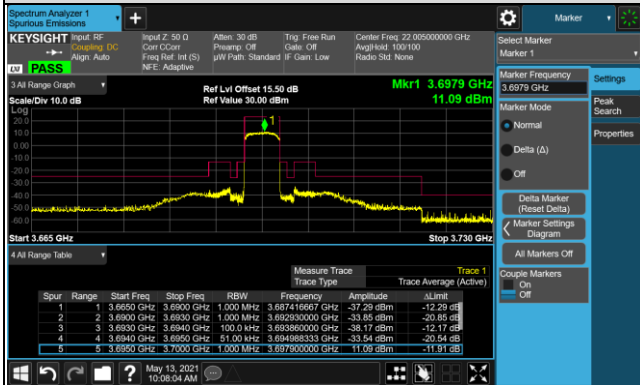 Spectrum Analyzer 1
Spurious Emissions
Marker
KEYSIGHT Input: RF
Coupling: DC
Align: Auto
Input Z: 50 Ω
Corr CCorr
Freq Ref: Int (S)
NFE: Adaptive
Atten: 30 dB
Preamp: Off
µW Path: Standard
Trig: Free Run
Gate: Off
IF Gain: Low
Center Freq: 22.005000000 GHz
Avg|Hold: 100/100
Radio Std: None
LXI PASS
Select Marker
Marker 1
Marker Frequency
3.6979 GHz
Settings
Peak Search
Properties
Marker Mode
Normal
Delta (Δ)
Off
Delta Marker
(Reset Delta)
Marker Settings
Diagram
All Markers Off
Couple Markers
On
Off
3 All Range Graph
Scale/Div 10.0 dB
Ref Lvl Offset 15.50 dB
Ref Value 30.00 dBm
Mkr1 3.6979 GHz
11.09 dBm
Log
20.0
10.0
0.00
-10.0
-20.0
-30.0
-40.0
-50.0
-60.0
1
Start 3.665 GHz
Stop 3.730 GHz
4 All Range Table
Measure Trace Trace 1
Trace Type Trace Average (Active)
Spur Range Start Freq Stop Freq RBW Frequency Amplitude ΔLimit
1 1 3.6650 GHz 3.6900 GHz 1.000 MHz 3.687416667 GHz -37.29 dBm -12.29 dB
2 2 3.6900 GHz 3.6930 GHz 1.000 MHz 3.692930000 GHz -33.85 dBm -20.85 dB
3 3 3.6930 GHz 3.6940 GHz 100.0 kHz 3.693860000 GHz -38.17 dBm -12.17 dB
4 4 3.6940 GHz 3.6950 GHz 51.00 kHz 3.694988333 GHz -33.54 dBm -20.54 dB
5 5 3.6950 GHz 3.7000 GHz 1.000 MHz 3.697900000 GHz 11.09 dBm -11.91 dB
May 13, 2021
10:08:04 AM